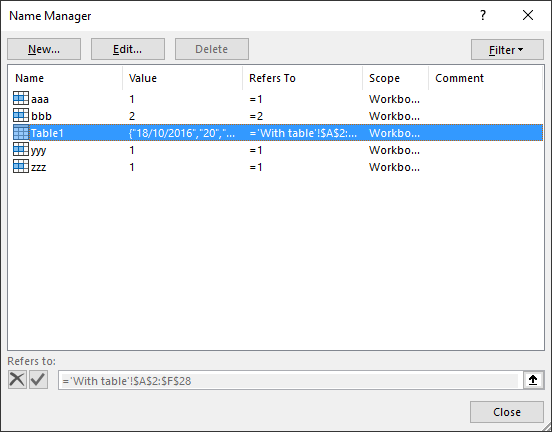 Name Manager
New... Edit... Delete Filter
Name Value Refers To Scope Comment
aaa 1 =1 Workbo...
bbb 2 =2 Workbo...
Table1 {"18/10/2016","20","... ='With table'!$A$2:... Workbo...
yyy 1 =1 Workbo...
zzz 1 =1 Workbo...
Refers to:
='With table'!$A$2:$F$28
Close